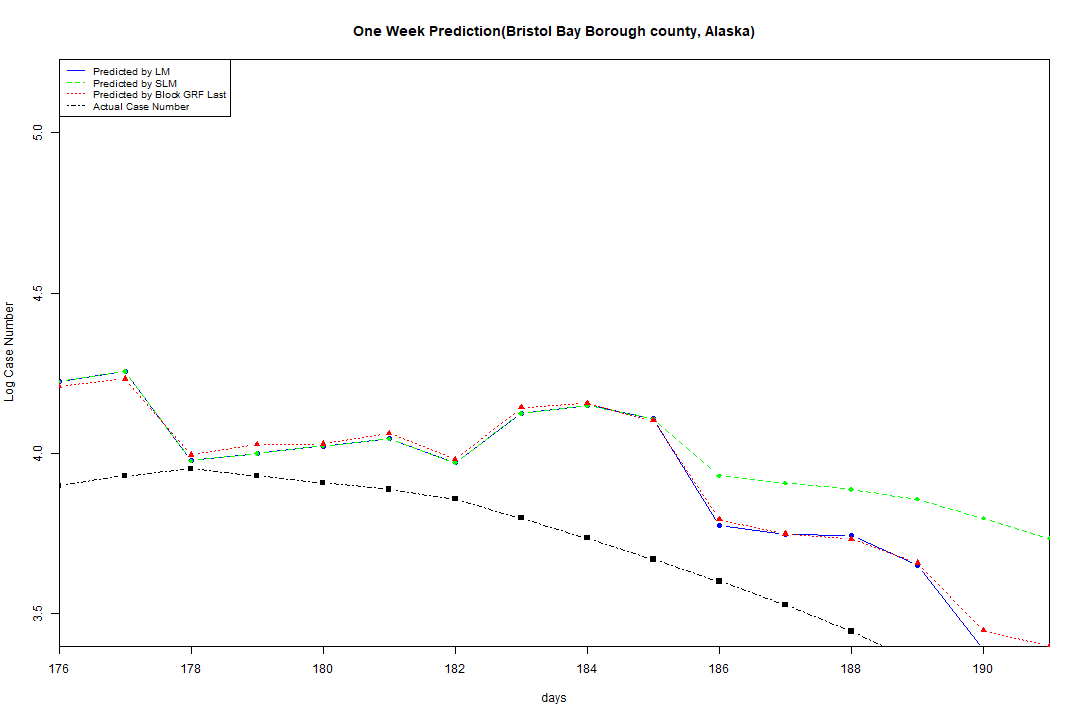 One Week Prediction(Bristol Bay Borough county, Alaska)
Predicted by LM
Predicted by SLM
Predicted by Block GRF Last
Actual Case Number
5.0
4.5
4.0
3.5
Log Case Number
176 178 180 182 184 186 188 190
days